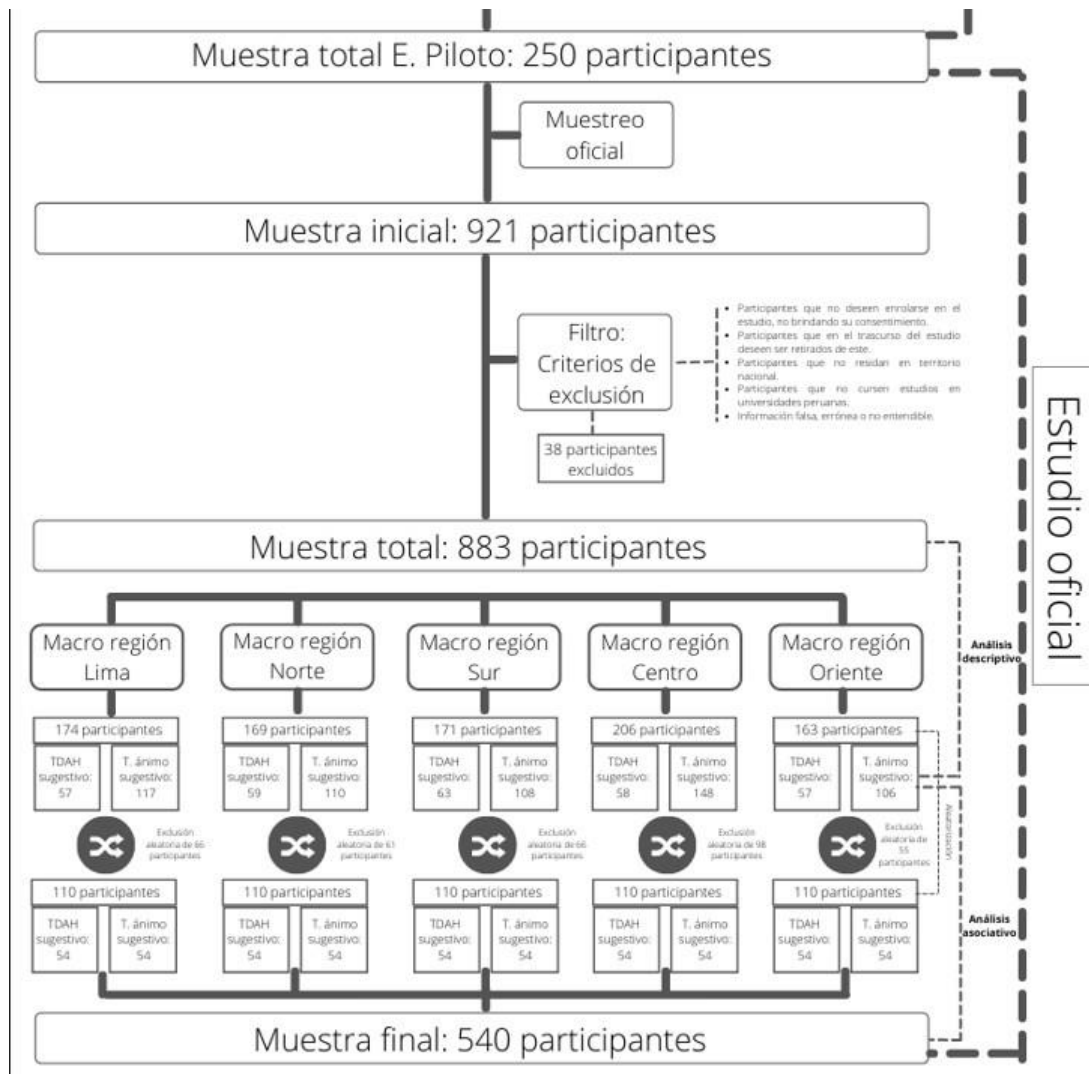 Muestra total E. Piloto: 250 participantes
Muestreo
oficial
Muestra inicial: 921 participantes
Filtro:
Criterios de
exclusión
• Participantes que no deseen enrolarse en el
estudio, no brindando su consentimiento.
• Participantes que en el trascurso del estudio
deseen ser retirados de este.
• Participantes que no residan en territorio
nacional.
• Participantes que no cursen estudios en
universidades peruanas.
• Información falsa, errónea o no entendible.
38 participantes
excluidos
Estudio oficial
Muestra total: 883 participantes
Macro región
Lima
Macro región
Norte
Macro región
Sur
Macro región
Centro
Macro región
Oriente
Análisis
descriptivo
174 participantes
169 participantes
171 participantes
206 participantes
163 participantes
TDAH
sugestivo:
57
T. ánimo
sugestivo:
117
TDAH
sugestivo:
59
T. ánimo
sugestivo:
110
TDAH
sugestivo:
63
T. ánimo
sugestivo:
108
TDAH
sugestivo:
58
T. ánimo
sugestivo:
148
TDAH
sugestivo:
57
T. ánimo
sugestivo:
106
Exclusión
aleatoria de 66
participantes
Exclusión
aleatoria de 61
participantes
Exclusión
aleatoria de 66
participantes
Exclusión
aleatoria de 98
participantes
Exclusión
aleatoria de
55
participantes
Aleatorización
110 participantes
110 participantes
110 participantes
110 participantes
110 participantes
TDAH
sugestivo:
54
T. ánimo
sugestivo:
54
TDAH
sugestivo:
54
T. ánimo
sugestivo:
54
TDAH
sugestivo:
54
T. ánimo
sugestivo:
54
TDAH
sugestivo:
54
T. ánimo
sugestivo:
54
TDAH
sugestivo:
54
T. ánimo
sugestivo:
54
Análisis
asociativo
Muestra final: 540 participantes